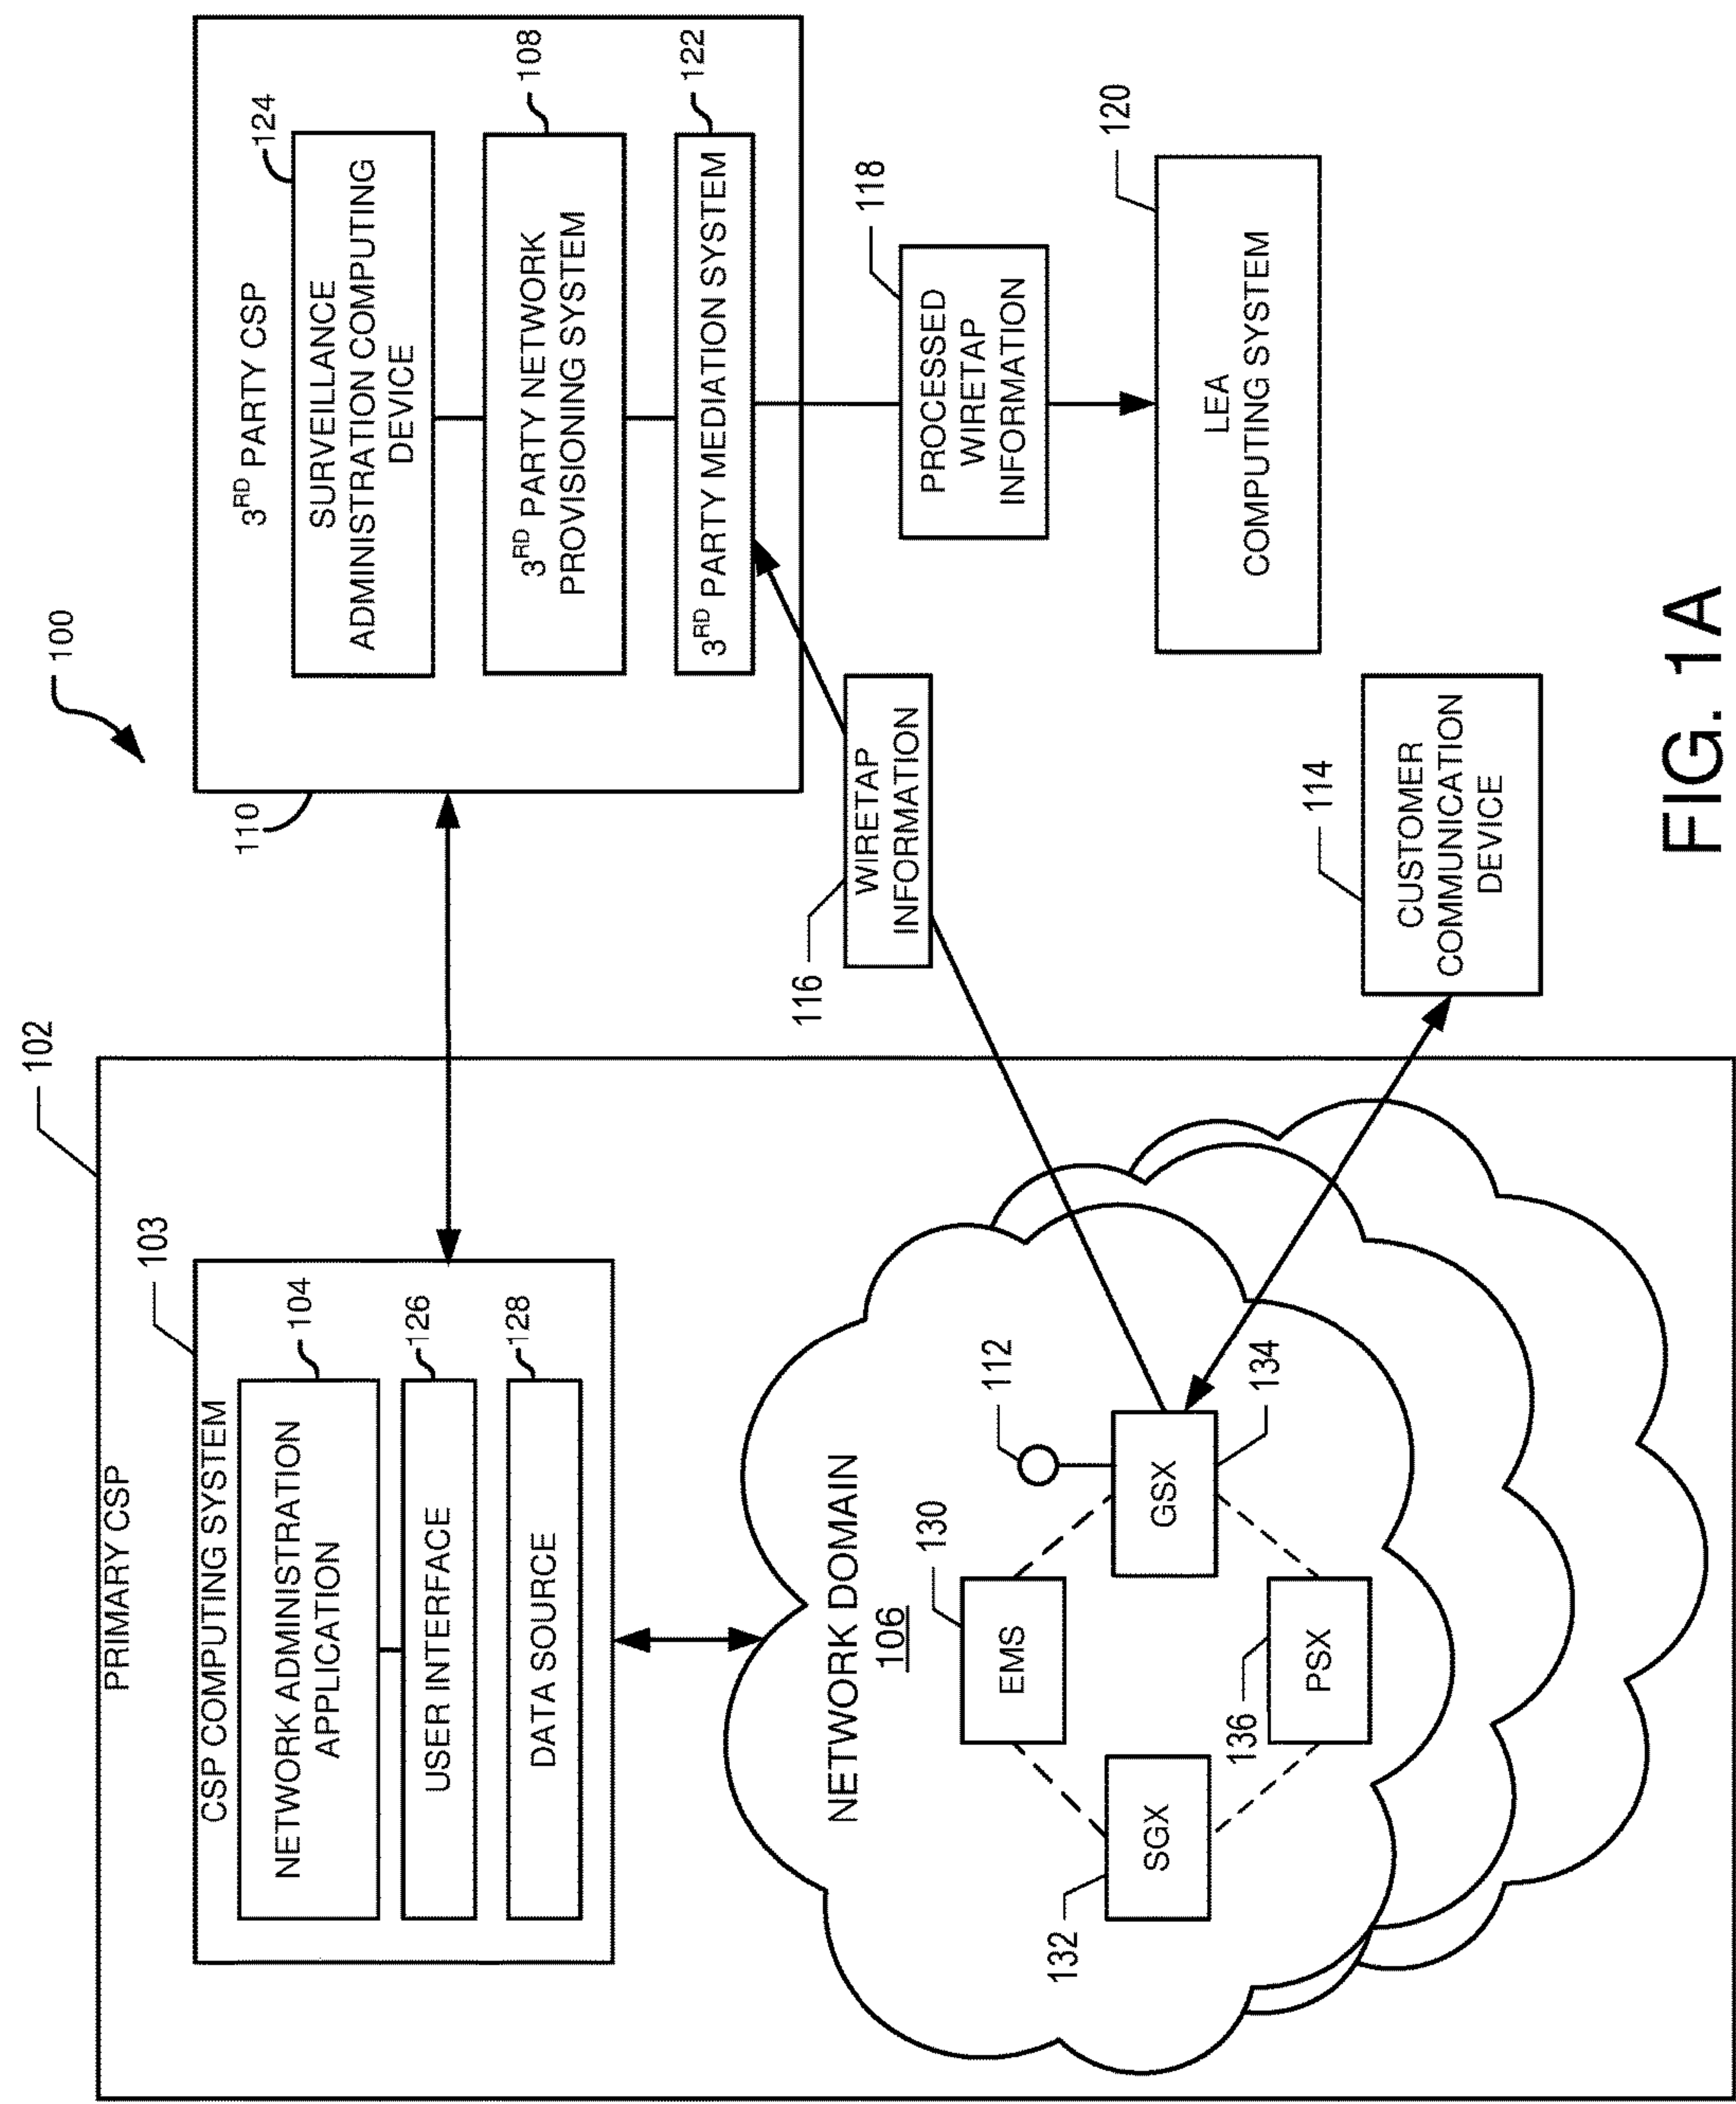 100
102
PRIMARY CSP
103
CSP COMPUTING SYSTEM
NETWORK ADMINISTRATION
APPLICATION
104
USER INTERFACE
126
DATA SOURCE
128
110
3RD PARTY CSP
124
SURVEILLANCE
ADMINISTRATION COMPUTING
DEVICE
108
3RD PARTY NETWORK
PROVISIONING SYSTEM
122
3RD PARTY MEDIATION SYSTEM
116
WIRETAP
INFORMATION
118
PROCESSED
WIRETAP
INFORMATION
120
LEA
COMPUTING SYSTEM
NETWORK DOMAIN
106
112
130
EMS
GSX
134
132
SGX
136
PSX
114
CUSTOMER
COMMUNICATION
DEVICE
FIG. 1A